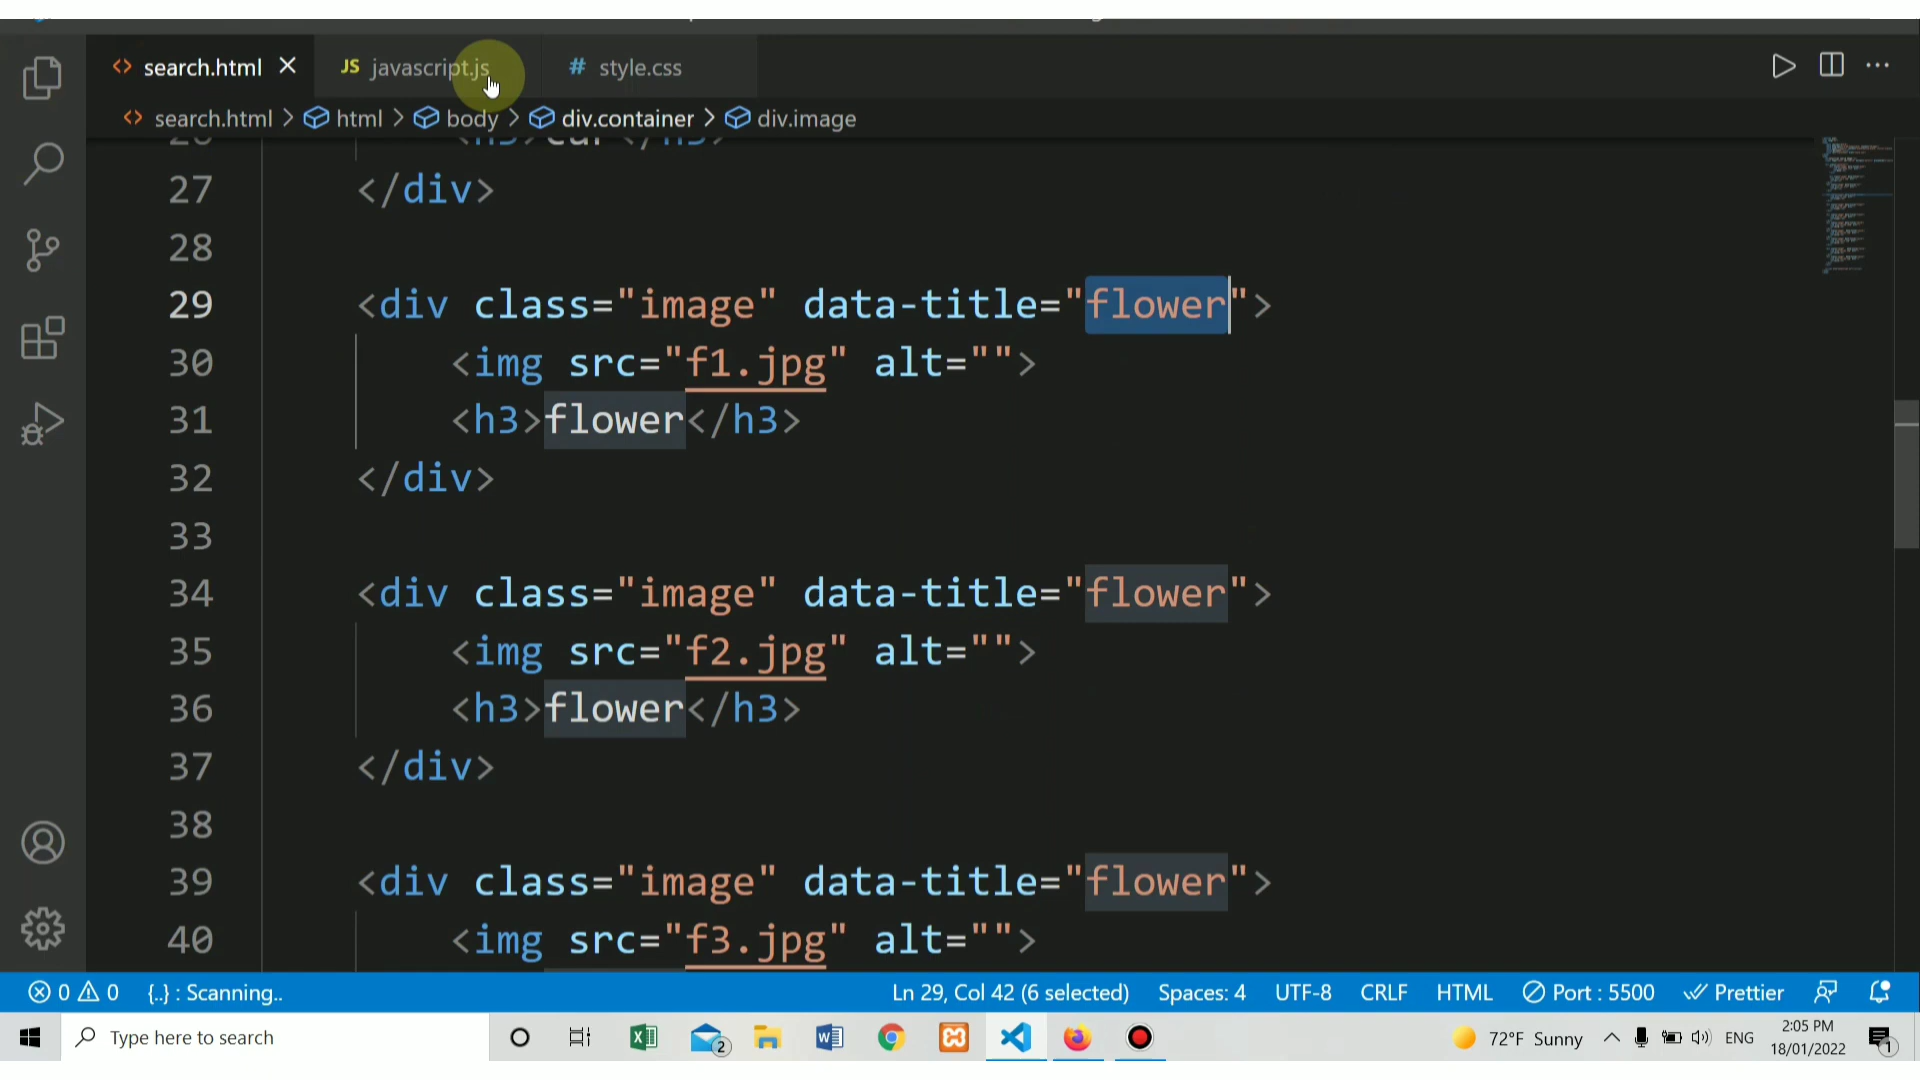 search.html
JS javascript.js
# style.css
search.html > html > body > div.container > div.image
27 </div>
28
29 <div class="image" data-title="flower">
30 <img src="f1.jpg" alt="">
31 <h3>flower</h3>
32 </div>
33
34 <div class="image" data-title="flower">
35 <img src="f2.jpg" alt="">
36 <h3>flower</h3>
37 </div>
38
39 <div class="image" data-title="flower">
40 <img src="f3.jpg" alt="">
0 0 {..} : Scanning.. Ln 29, Col 42 (6 selected) Spaces: 4 UTF-8 CRLF HTML Port : 5500 Prettier
Type here to search
2
72°F Sunny
ENG
2:05 PM
18/01/2022
1